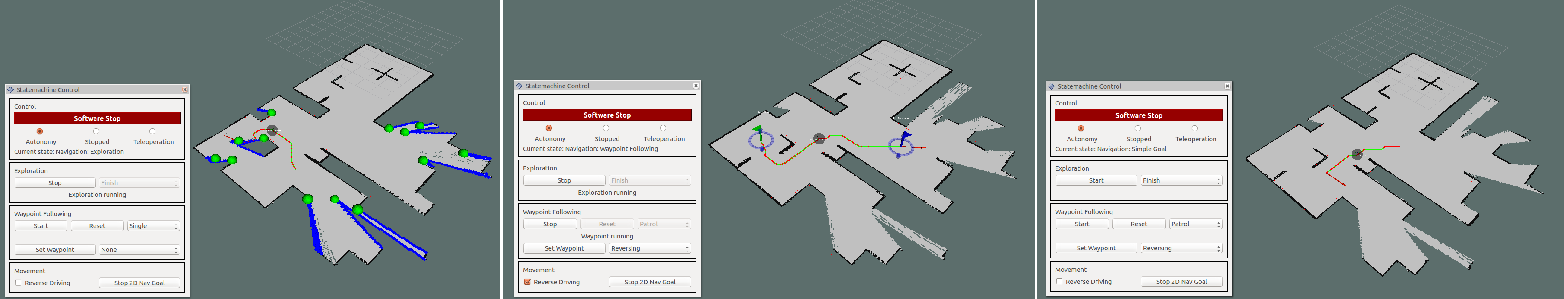 Statemachine Control
Control
Software Stop
Autonomy Stopped Teleoperation
Current state: Navigation: Exploration
Exploration
Stop Finish
Exploration running
Waypoint Following
Start Reset Single
Set Waypoint None
Movement
Reverse Driving Stop 2D Nav Goal
Statemachine Control
Control
Software Stop
Autonomy Stopped Teleoperation
Current state: Navigation: Waypoint Following
Exploration
Stop Finish
Exploration running
Waypoint Following
Stop Reset Patrol
Waypoint running
Set Waypoint Reversing
Movement
Reverse Driving Stop 2D Nav Goal
Statemachine Control
Control
Software Stop
Autonomy Stopped Teleoperation
Current state: Navigation: Simple Goal
Exploration
Start Finish
Waypoint Following
Start Reset Patrol
Set Waypoint Reversing
Movement
Reverse Driving Stop 2D Nav Goal